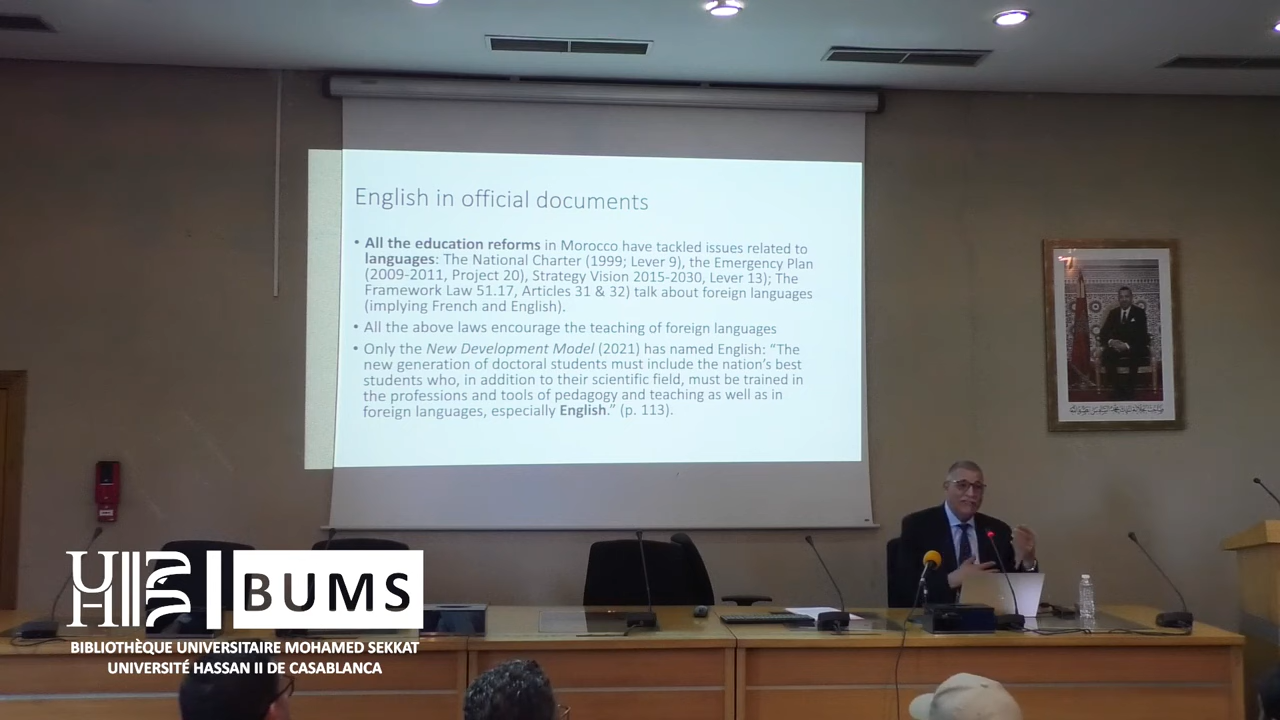 English in official documents
• All the education reforms in Morocco have tackled issues related to
languages: The National Charter (1999; Lever 9), the Emergency Plan
(2009-2011, Project 20), Strategy Vision 2015-2030, Lever 13); The
Framework Law 51.17, Articles 31 & 32) talk about foreign languages
(implying French and English).
• All the above laws encourage the teaching of foreign languages
• Only the New Development Model (2021) has named English: “The
new generation of doctoral students must include the nation’s best
students who, in addition to their scientific field, must be trained in
the professions and tools of pedagogy and teaching as well as in
foreign languages, especially English.” (p. 113).
BUMS
BIBLIOTHÈQUE UNIVERSITAIRE MOHAMED SEKKAT
UNIVERSITÉ HASSAN II DE CASABLANCA